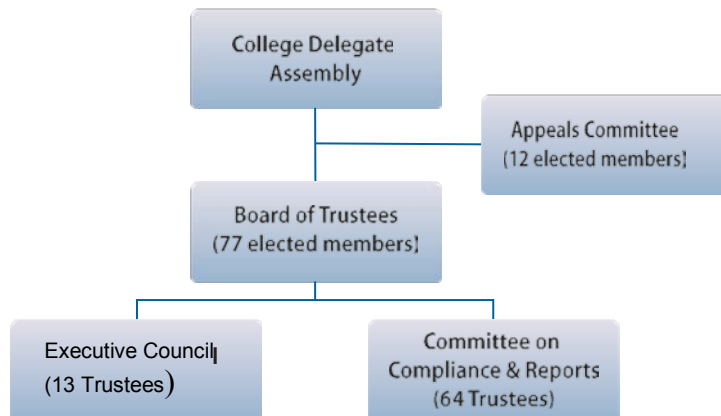 College Delegate
Assembly
Appeals Committee
(12 elected members)
Board of Trustees
(77 elected members)
Executive Council
(13 Trustees)
Committee on
Compliance & Reports
(64 Trustees)